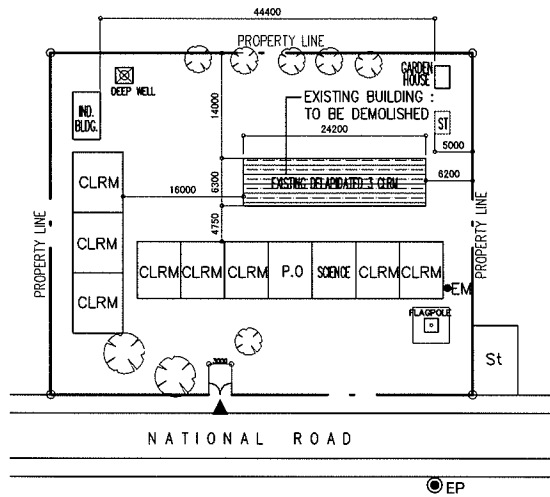 44400
PROPERTY LINE
GARDEN
HOUSE
DEEP WELL
IND.
BLDG.
14000
EXISTING BUILDING :
TO BE DEMOLISHED
ST
24200
5000
CLRM
16000
6300
EXISTING DELAPIDATED 3 CLRM
6200
PROPERTY LINE
PROPERTY LINE
4750
CLRM
CLRM
CLRM
CLRM
CLRM
P.O
SCIENCE
CLRM
CLRM
EM
FLAGPOLE
3000
St
NATIONAL ROAD
EP